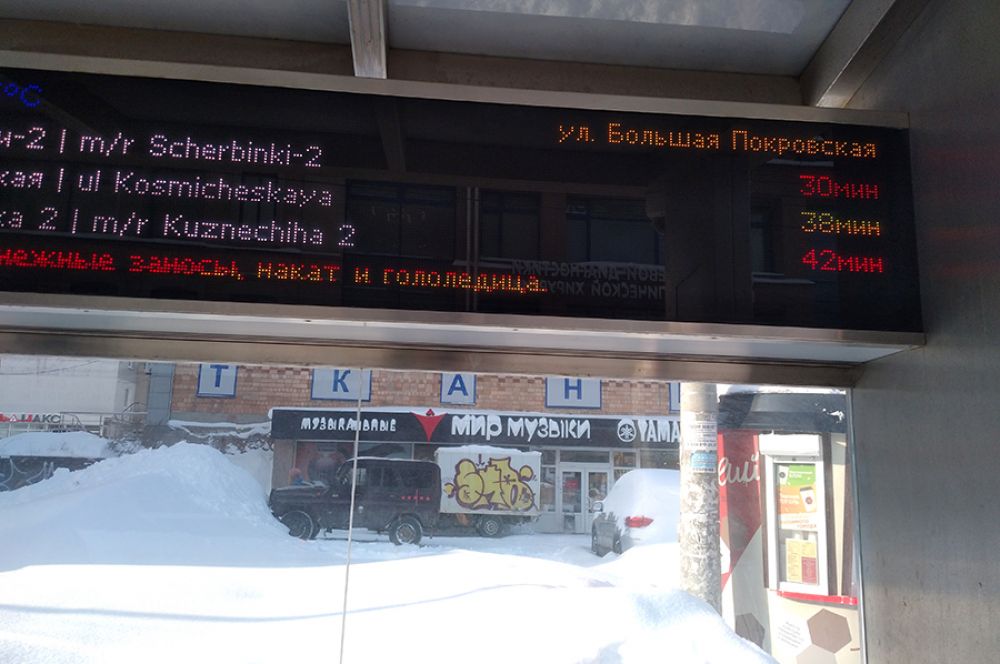 °C
ул. Большая Покровская
-2 | m/r Scherbinki-2
30мин
кая | ul Kosmicheskaya
38мин
ка 2 | m/r Kuznechiha 2
42мин
нежные заносы, накат и гололедица.
Т К А Н
МУЗЫКАЛЬНЫЕ МИР МУЗЫКИ YAMA